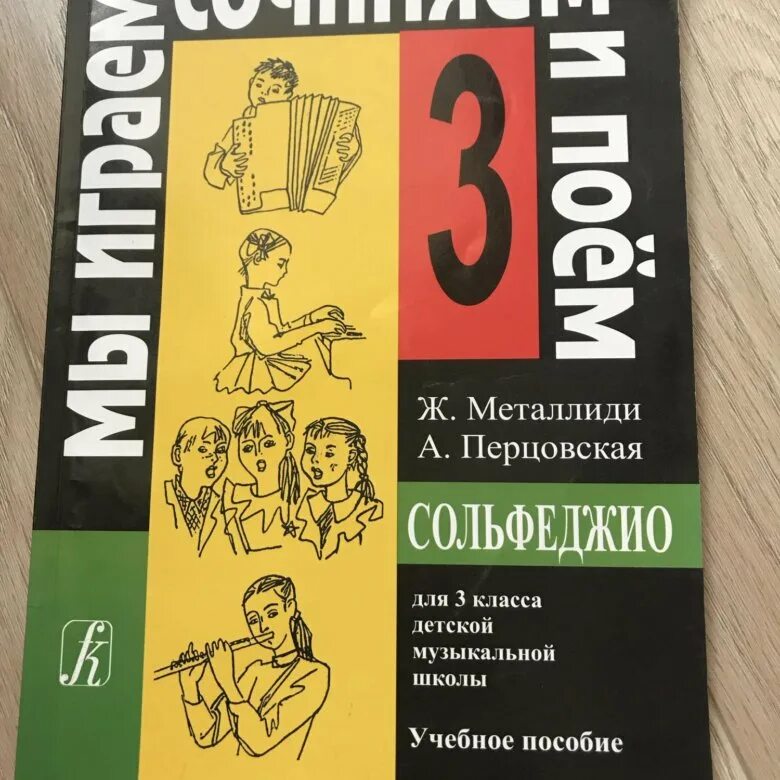 МЫ ИГРАЕМ
СОЧИНЯЕМ
И ПОЁМ
3
Ж. Металлиди
А. Перцовская
СОЛЬФЕДЖИО
для 3 класса
детской
музыкальной
школы
Учебное пособие